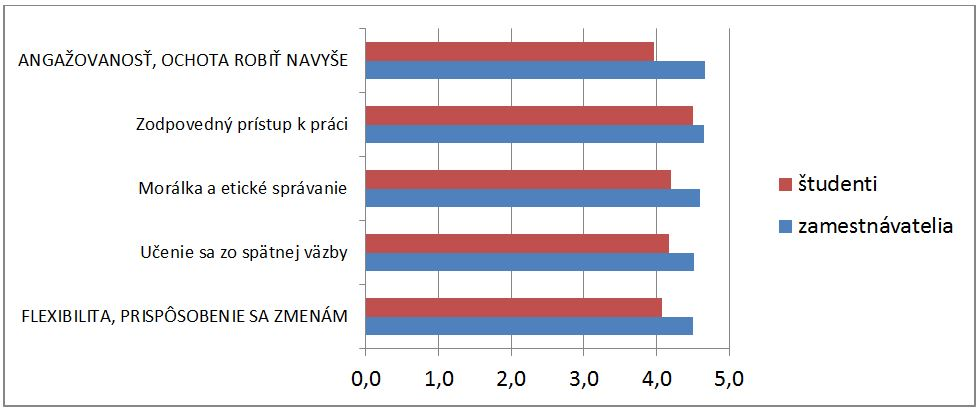 ANGAŽOVANOSŤ, OCHOTA ROBIŤ NAVYŠE
Zodpovedný prístup k práci
Morálka a etické správanie
Učenie sa zo spätnej väzby
FLEXIBILITA, PRISPÔSOBENIE SA ZMENÁM
0,0 1,0 2,0 3,0 4,0 5,0
študenti
zamestnávatelia